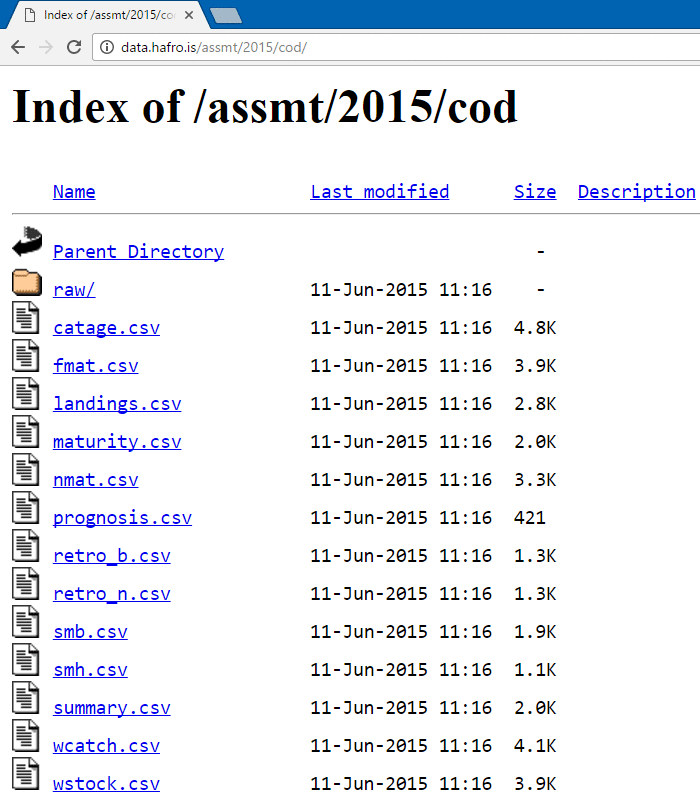 Index of /assmt/2015/co
data.hafro.is/assmt/2015/cod/
Index of /assmt/2015/cod
Name Last modified Size Description
Parent Directory -
raw/ 11-Jun-2015 11:16 -
catage.csv 11-Jun-2015 11:16 4.8K
fmat.csv 11-Jun-2015 11:16 3.9K
landings.csv 11-Jun-2015 11:16 2.8K
maturity.csv 11-Jun-2015 11:16 2.0K
nmat.csv 11-Jun-2015 11:16 3.3K
prognosis.csv 11-Jun-2015 11:16 421
retro_b.csv 11-Jun-2015 11:16 1.3K
retro_n.csv 11-Jun-2015 11:16 1.3K
smb.csv 11-Jun-2015 11:16 1.9K
smh.csv 11-Jun-2015 11:16 1.1K
summary.csv 11-Jun-2015 11:16 2.0K
wcatch.csv 11-Jun-2015 11:16 4.1K
wstock.csv 11-Jun-2015 11:16 3.9K